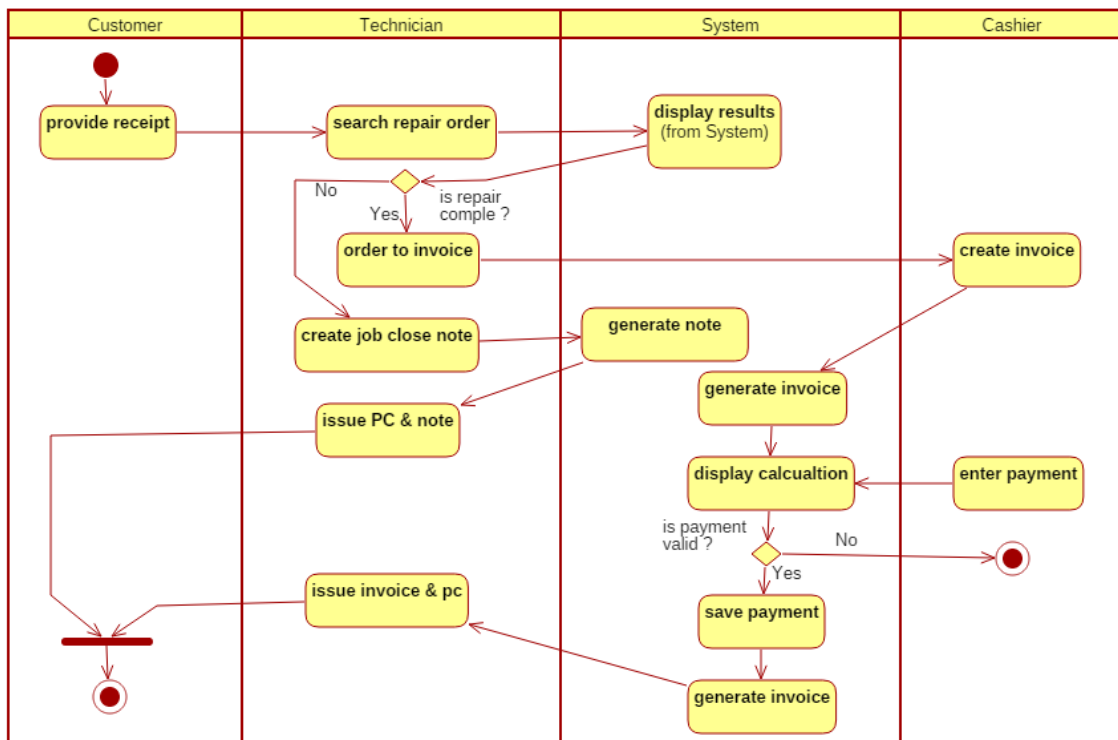 Customer
Technician
System
Cashier
provide receipt
search repair order
display results
(from System)
No
is repair
comple ?
Yes
order to invoice
create invoice
create job close note
generate note
generate invoice
issue PC & note
display calcualtion
enter payment
is payment
valid ?
No
Yes
issue invoice & pc
save payment
generate invoice